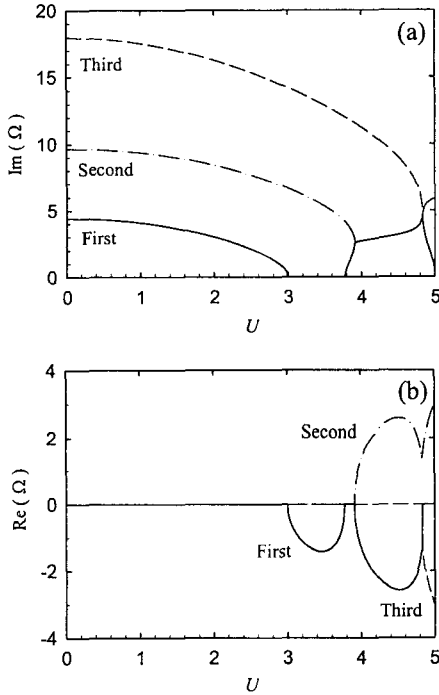 20
(a)
Third
15
Im ( Ω )
10
Second
5
First
0
0 1 2 3 4 5
U
4
(b)
Second
2
Re ( Ω )
0
First
-2
Third
-4
0 1 2 3 4 5
U